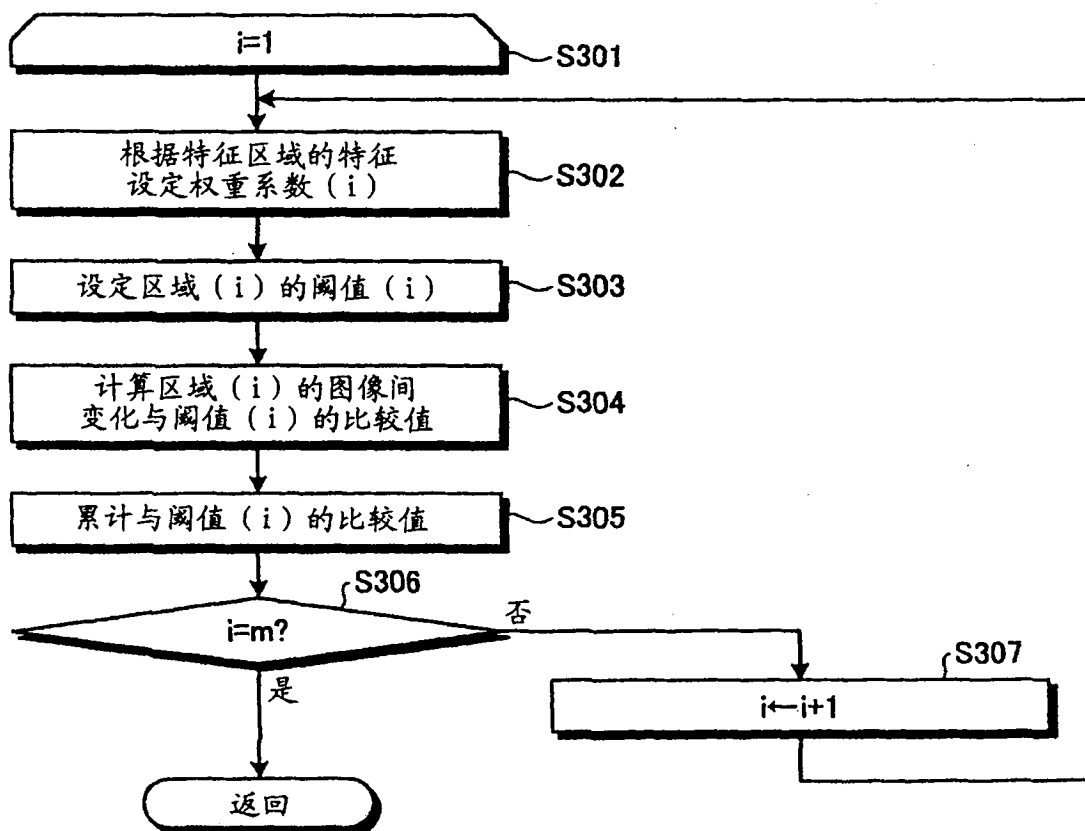 i=1
S301
根据特征区域的特征
设定权重系数(i)
S302
设定区域(i)的阈值(i)
S303
计算区域(i)的图像间
变化与阈值(i)的比较值
S304
累计与阈值(i)的比较值
S305
S306
i=m?
否
是
S307
i←i+1
返回